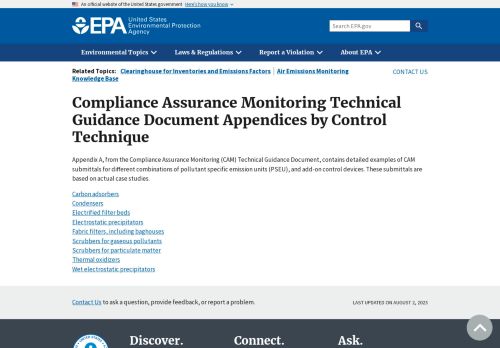 An official website of the United States government Here's how you know
EPA United States
Environmental Protection
Agency
Search EPA.gov
Environmental Topics Laws & Regulations Report a Violation About EPA
Related Topics: Clearinghouse for Inventories and Emissions Factors | Air Emissions Monitoring CONTACT US
Knowledge Base
Compliance Assurance Monitoring Technical
Guidance Document Appendices by Control
Technique
Appendix A, from the Compliance Assurance Monitoring (CAM) Technical Guidance Document, contains detailed examples of CAM
submittals for different combinations of pollutant specific emission units (PSEU), and add-on control devices. These submittals are
based on actual case studies.
Carbon adsorbers
Condensers
Electrified filter beds
Electrostatic precipitators
Fabric filters, including baghouses
Scrubbers for gaseous pollutants
Scrubbers for particulate matter
Thermal oxidizers
Wet electrostatic precipitators
Contact Us to ask a question, provide feedback, or report a problem. LAST UPDATED ON AUGUST 2, 2023
Discover. Connect. Ask.